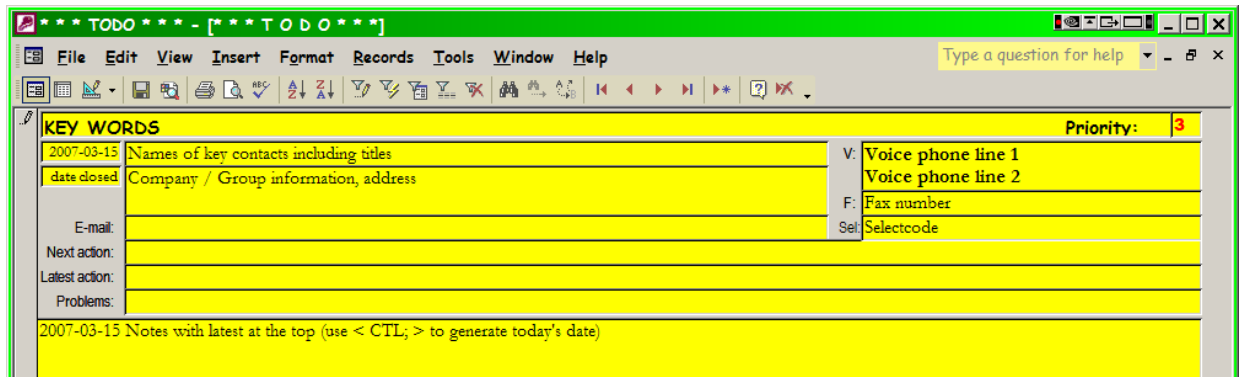 * * * TODO * * * - [* * * T O D O * * *]
File Edit View Insert Format Records Tools Window Help Type a question for help
KEY WORDS Priority: 3
2007-03-15 Names of key contacts including titles V: Voice phone line 1
date closed Company / Group information, address Voice phone line 2
F: Fax number
E-mail: Sel: Selectcode
Next action:
Latest action:
Problems:
2007-03-15 Notes with latest at the top (use < CTL; > to generate today's date)